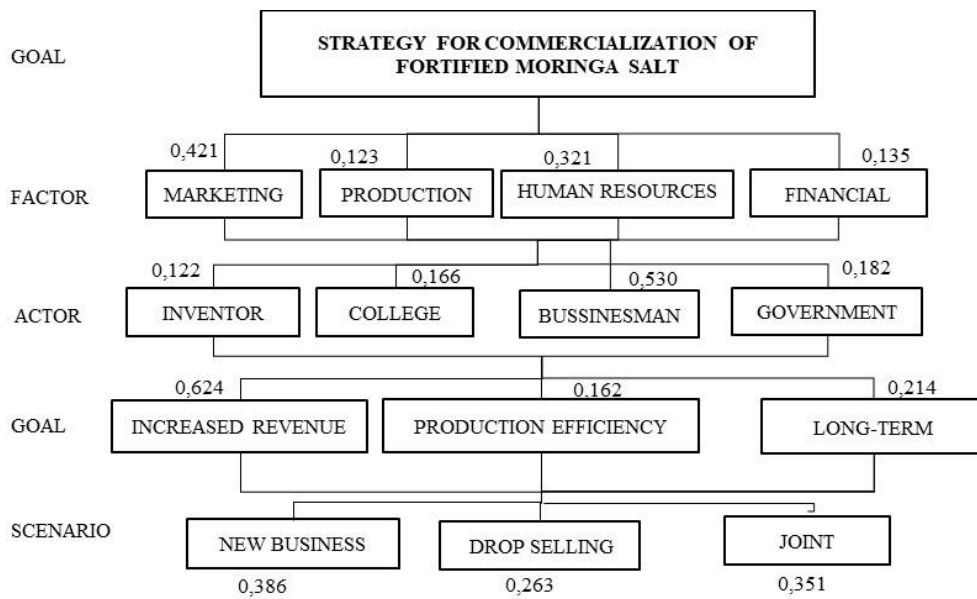 GOAL
STRATEGY FOR COMMERCIALIZATION OF
FORTIFIED MORINGA SALT
0,421
0,123
0,321
0,135
FACTOR
MARKETING
PRODUCTION
HUMAN RESOURCES
FINANCIAL
0,122
0,166
0,530
0,182
ACTOR
INVENTOR
COLLEGE
BUSSINESMAN
GOVERNMENT
0,624
0,162
0,214
GOAL
INCREASED REVENUE
PRODUCTION EFFICIENCY
LONG-TERM
SCENARIO
NEW BUSINESS
DROP SELLING
JOINT
0,386
0,263
0,351